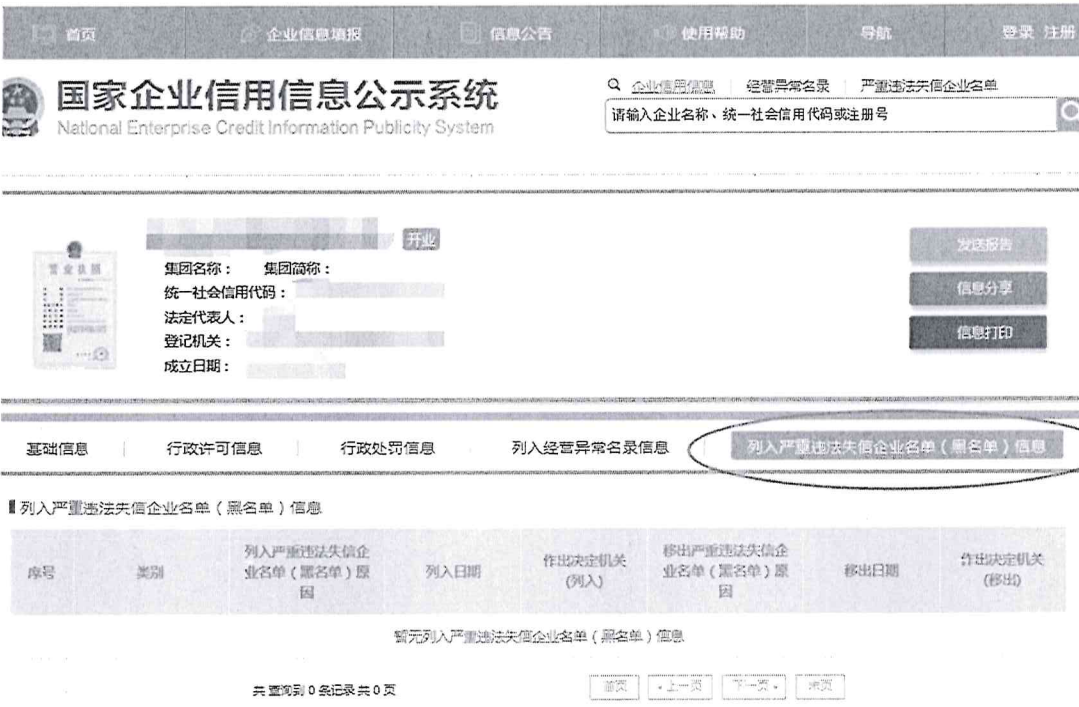 首页 企业信息填报 信息公告 使用帮助 导航 登录 注册
国家企业信用信息公示系统
National Enterprise Credit Information Publicity System
企业信用信息 经营异常名录 严重违法失信企业名单
请输入企业名称、统一社会信用代码或注册号
开业
营业执照
集团名称: 集团简称:
统一社会信用代码:
法定代表人:
登记机关:
成立日期:
发送报告
信息分享
信息打印
基础信息 行政许可信息 行政处罚信息 列入经营异常名录信息 列入严重违法失信企业名单(黑名单)信息
列入严重违法失信企业名单(黑名单)信息
序号 类别 列入严重违法失信企业名单(黑名单)原因 列入日期 作出决定机关(列入) 移出严重违法失信企业名单(黑名单)原因 移出日期 作出决定机关(移出)
暂无列入严重违法失信企业名单(黑名单)信息
共 查询到 0 条记录 共 0 页
首页 上一页 下一页 末页